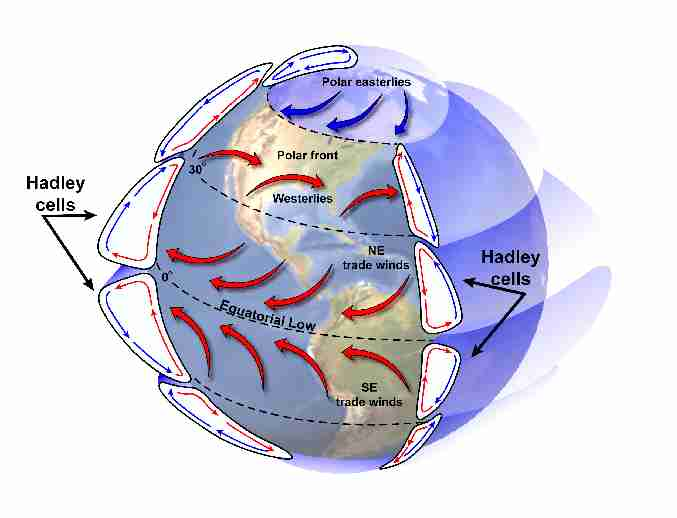 Polar easterlies
Polar front
30°
Westerlies
Hadley
cells
NE
trade winds
Hadley
cells
0°
Equatorial Low
SE
trade winds